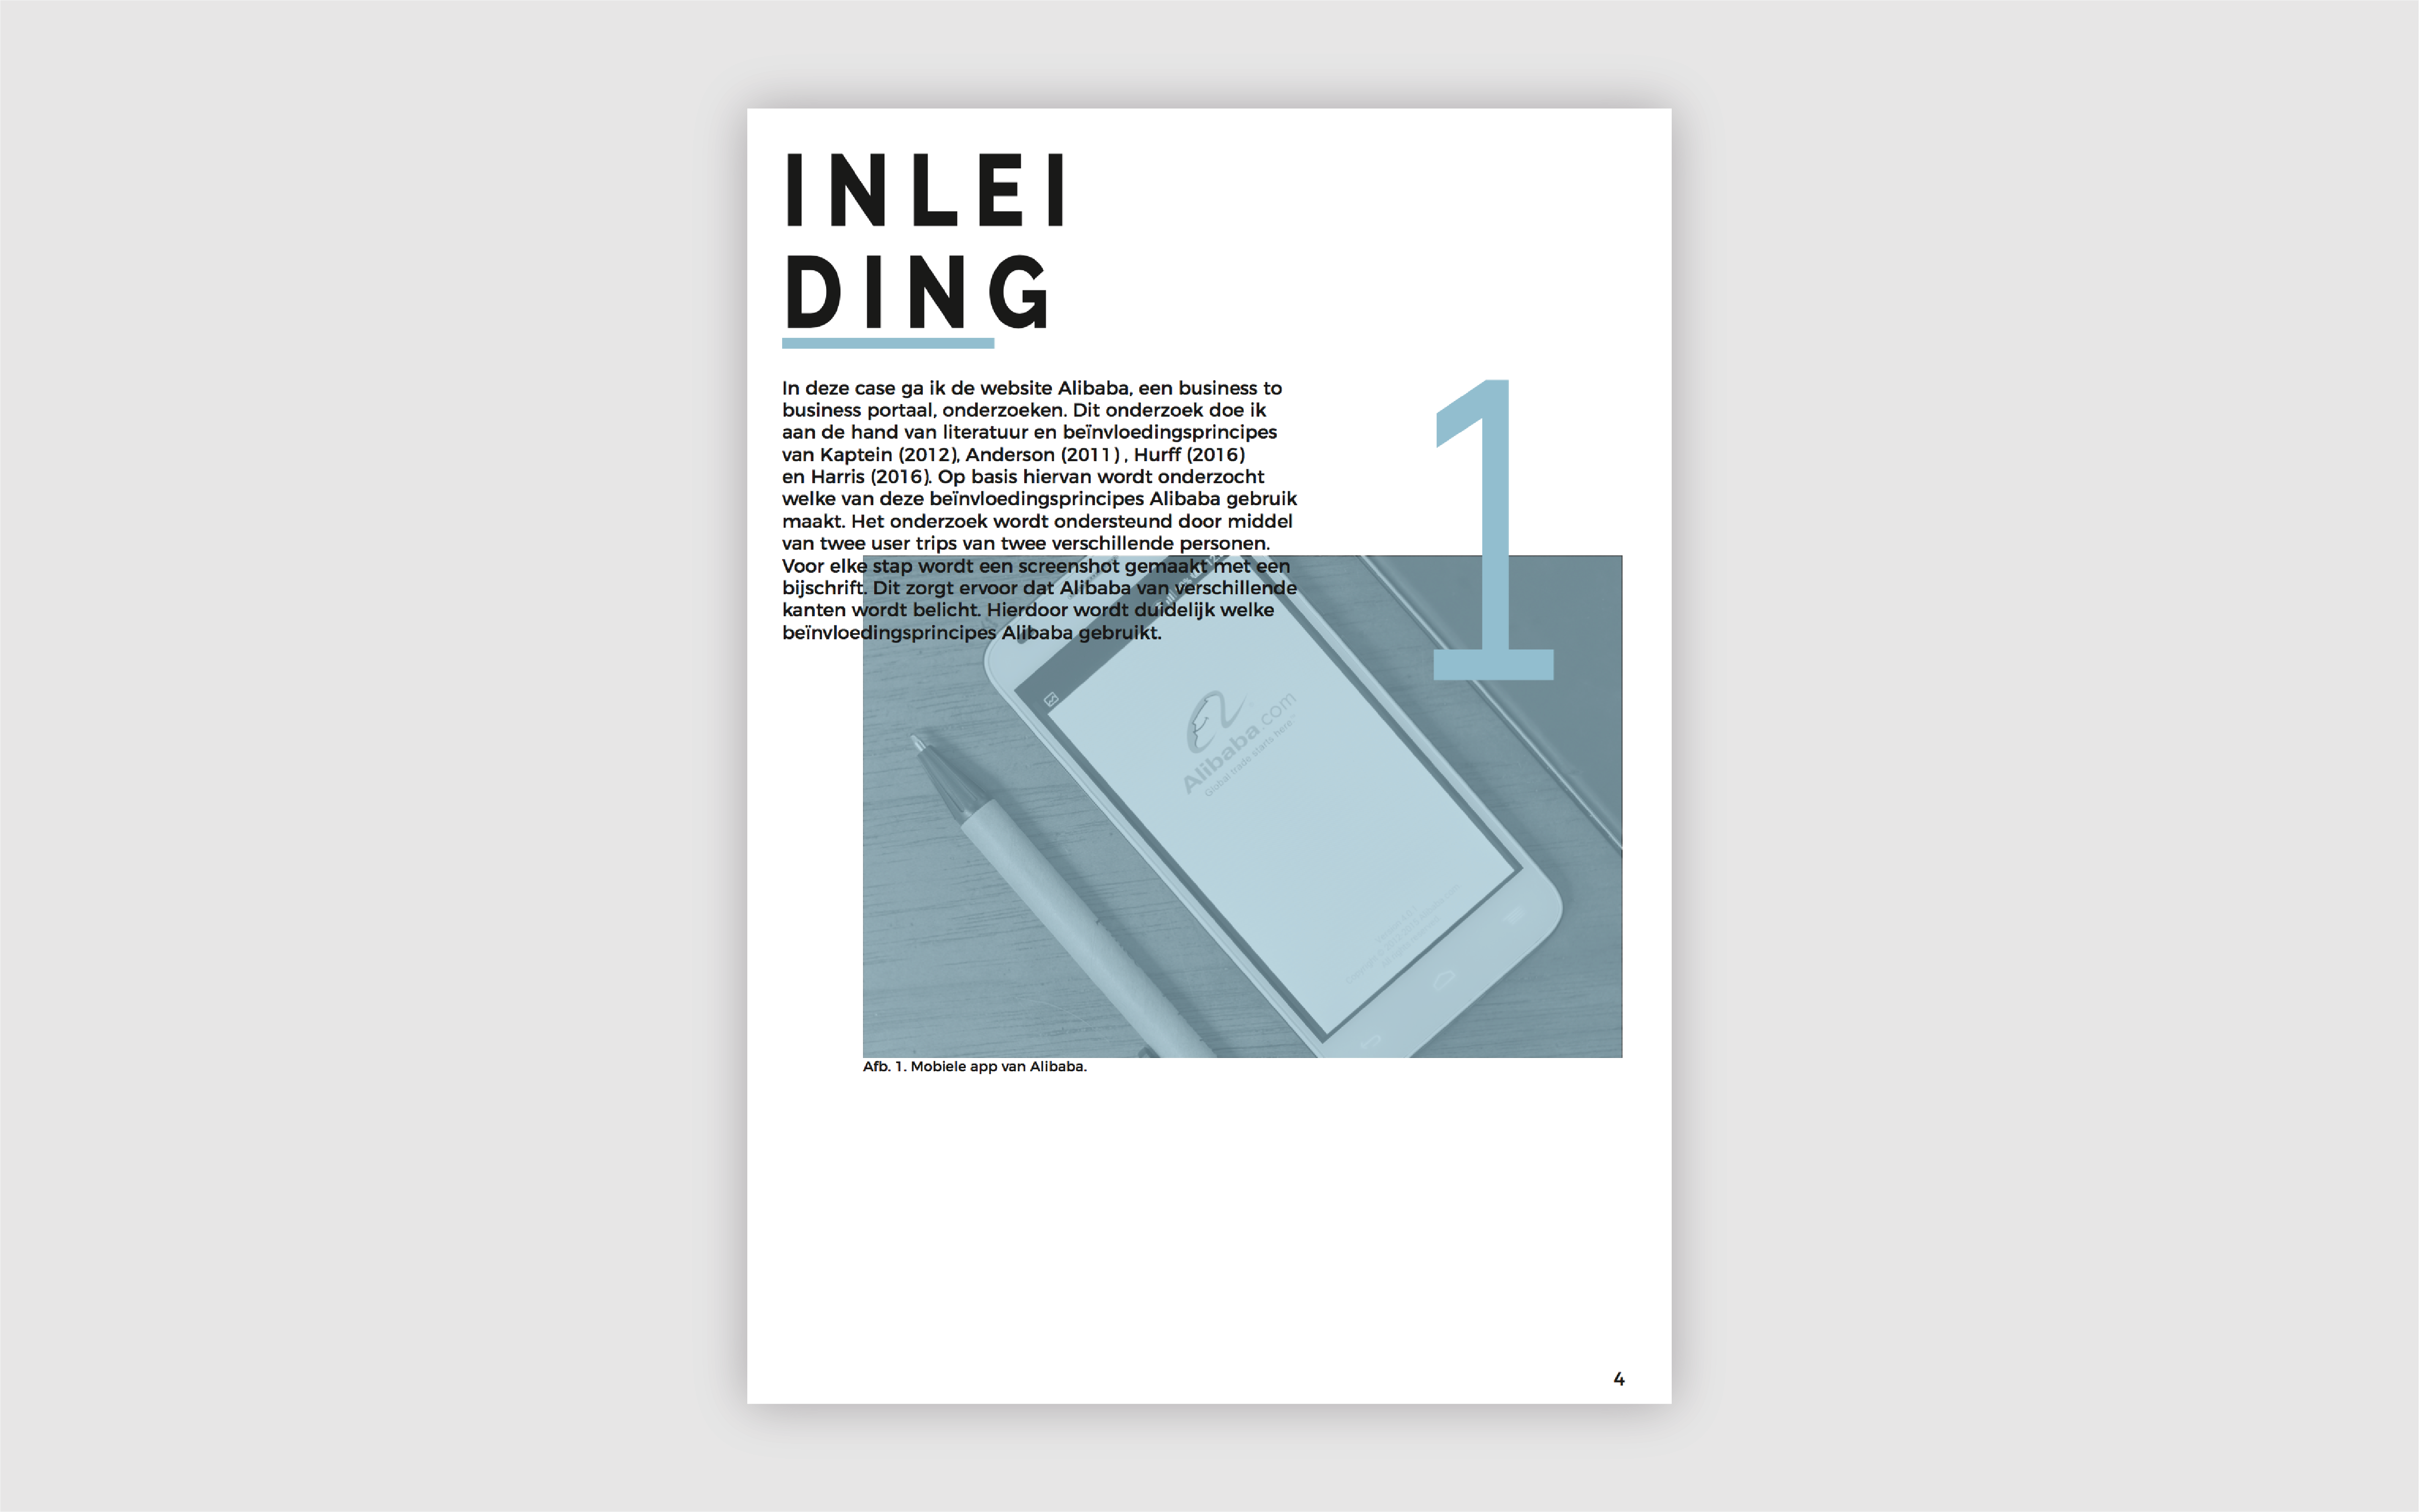 INLEI
DING
In deze case ga ik de website Alibaba, een business to
business portaal, onderzoeken. Dit onderzoek doe ik
aan de hand van literatuur en beïnvloedingsprincipes
van Kaptein (2012), Anderson (2011) , Hurff (2016)
en Harris (2016). Op basis hiervan wordt onderzocht
welke van deze beïnvloedingsprincipes Alibaba gebruik
maakt. Het onderzoek wordt ondersteund door middel
van twee user trips van twee verschillende personen.
Voor elke stap wordt een screenshot gemaakt met een
bijschrift. Dit zorgt ervoor dat Alibaba van verschillende
kanten wordt belicht. Hierdoor wordt duidelijk welke
beïnvloedingsprincipes Alibaba gebruikt.
1
Alibaba.com
Global trade starts here.
Afb. 1. Mobiele app van Alibaba.
4